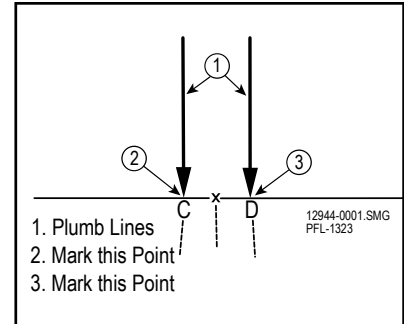 1
2
3
x
C
D
12944-0001.SMG
PFL-1323
1. Plumb Lines
2. Mark this Point
3. Mark this Point